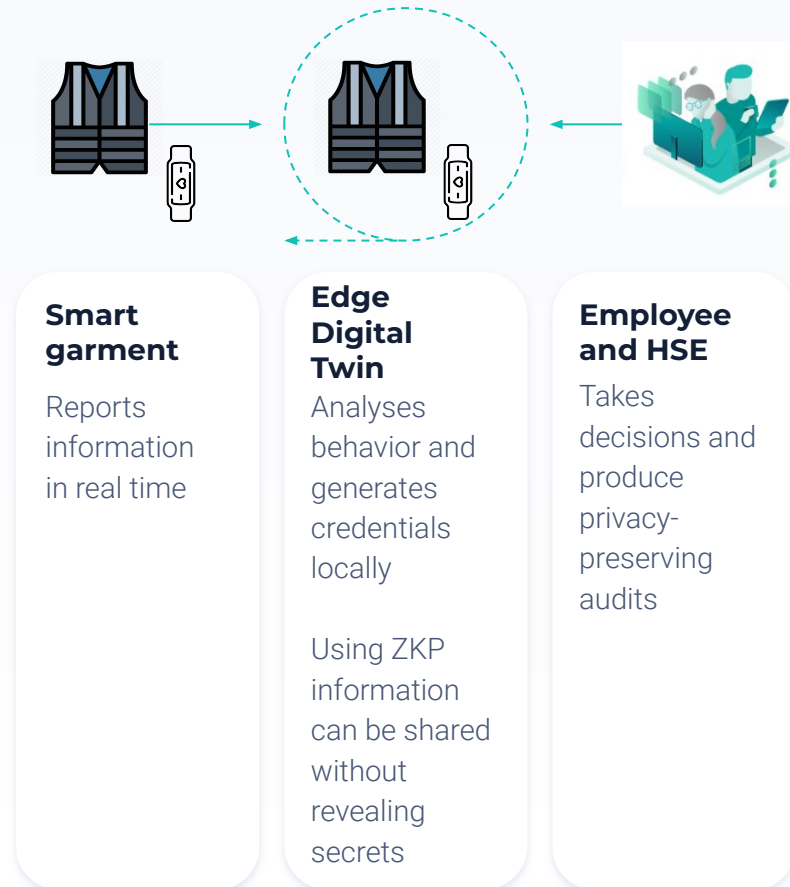 Smart
garment
Reports
information
in real time
Edge
Digital
Twin
Analyses
behavior and
generates
credentials
locally
Using ZKP
information
can be shared
without
revealing
secrets
Employee
and HSE
Takes
decisions and
produce
privacy-
preserving
audits